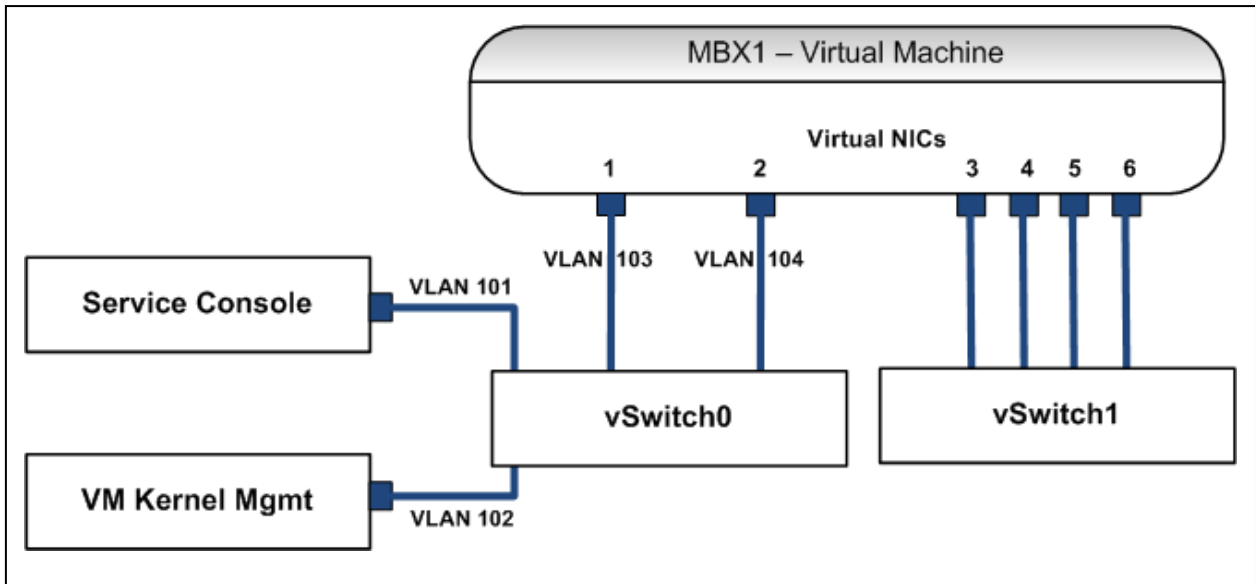 MBX1 – Virtual Machine
Virtual NICs
1 2 3 4 5 6
VLAN 103 VLAN 104
Service Console
VLAN 101
vSwitch0
vSwitch1
VM Kernel Mgmt
VLAN 102